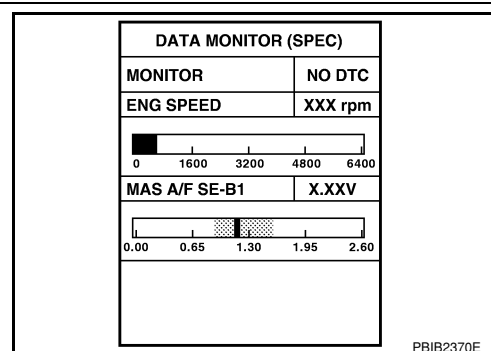 DATA MONITOR (SPEC)
MONITOR NO DTC
ENG SPEED XXX rpm
0 1600 3200 4800 6400
MAS A/F SE-B1 X.XXV
0.00 0.65 1.30 1.95 2.60
PBIB2370E